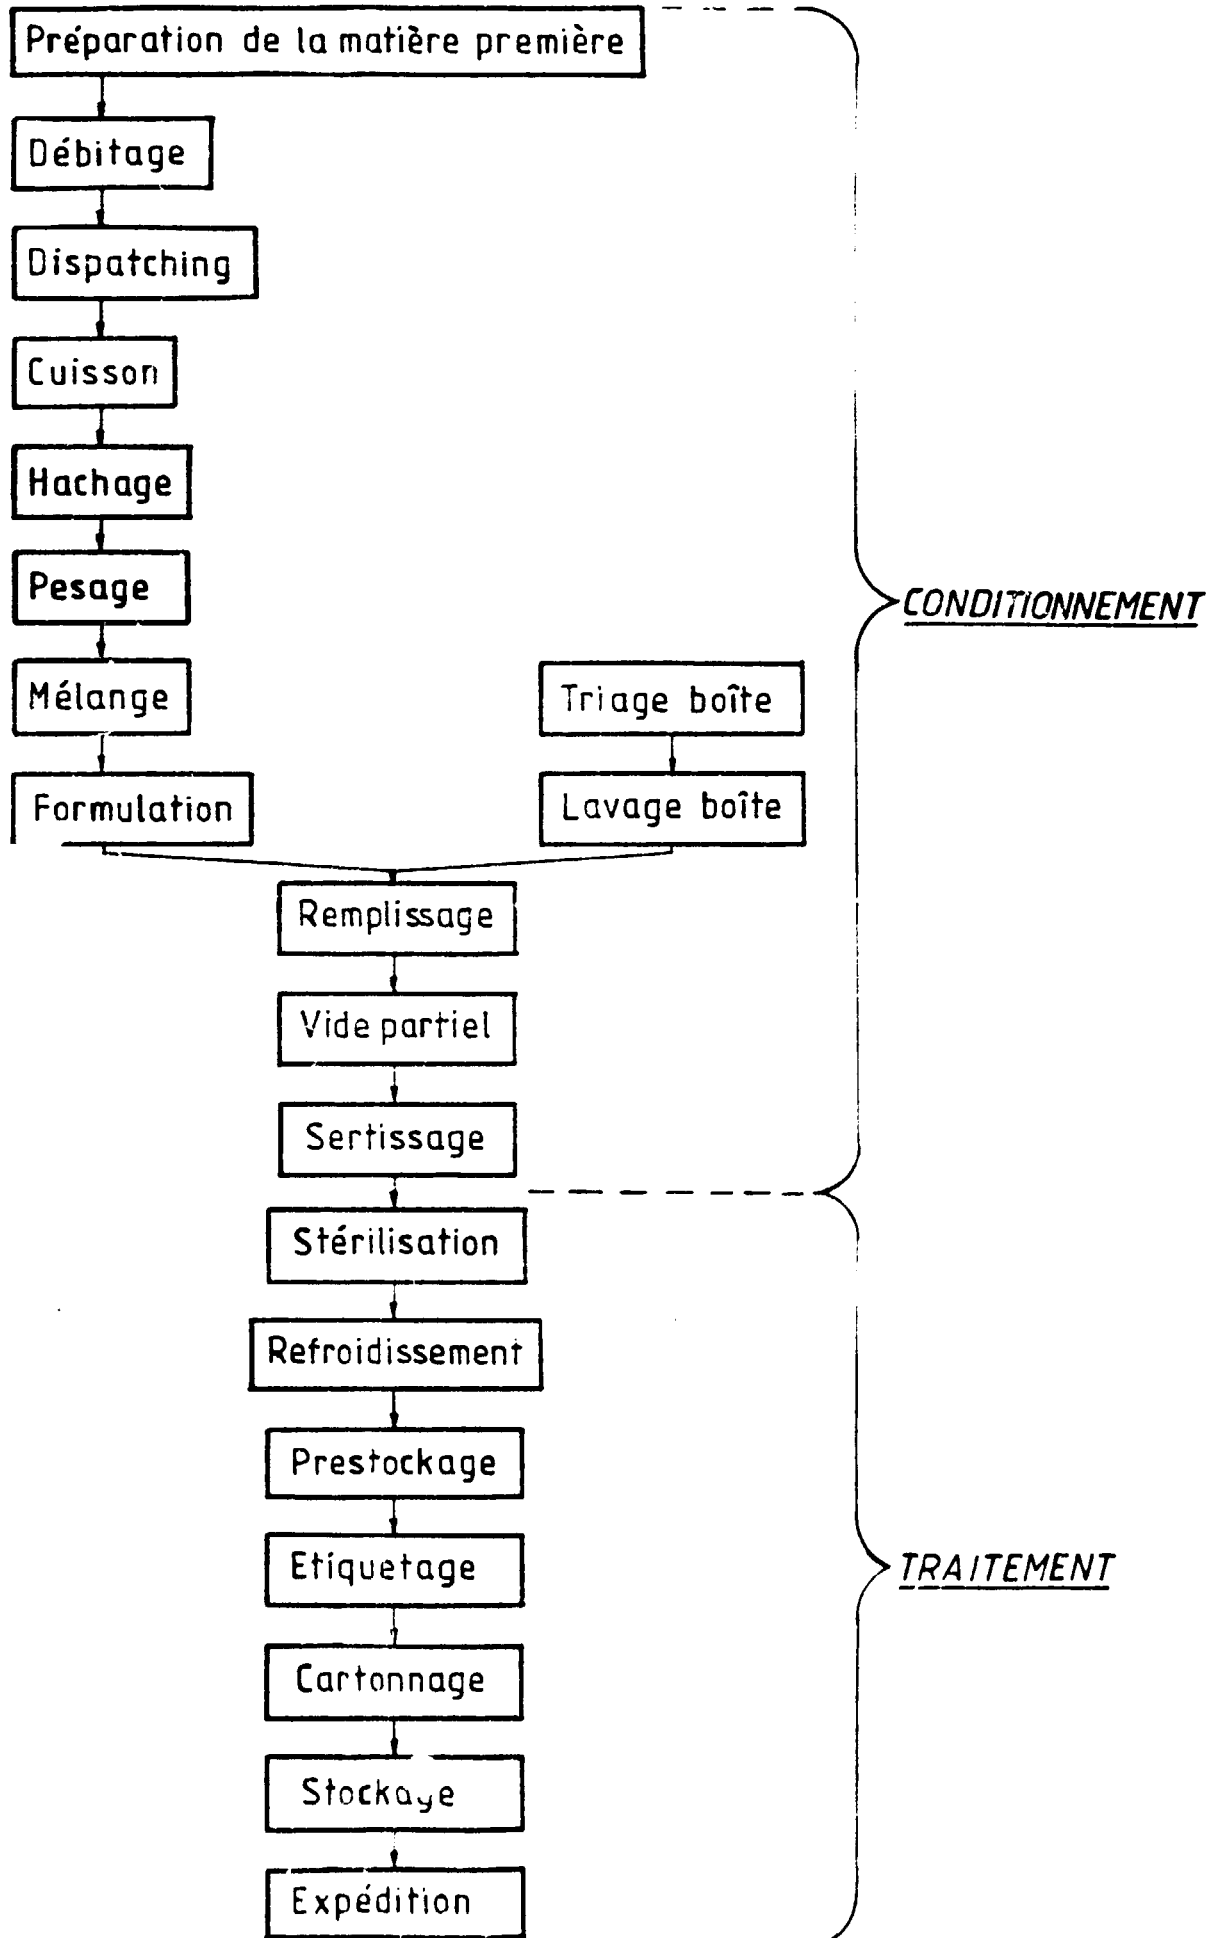 Préparation de la matière première
Débitage
Dispatching
Cuisson
Hachage
Pesage
Mélange
Formulation
Triage boîte
Lavage boîte
Remplissage
Vide partiel
Sertissage
CONDITIONNEMENT
Stérilisation
Refroidissement
Prestockage
Etiquetage
Cartonnage
Stockage
Expédition
TRAITEMENT